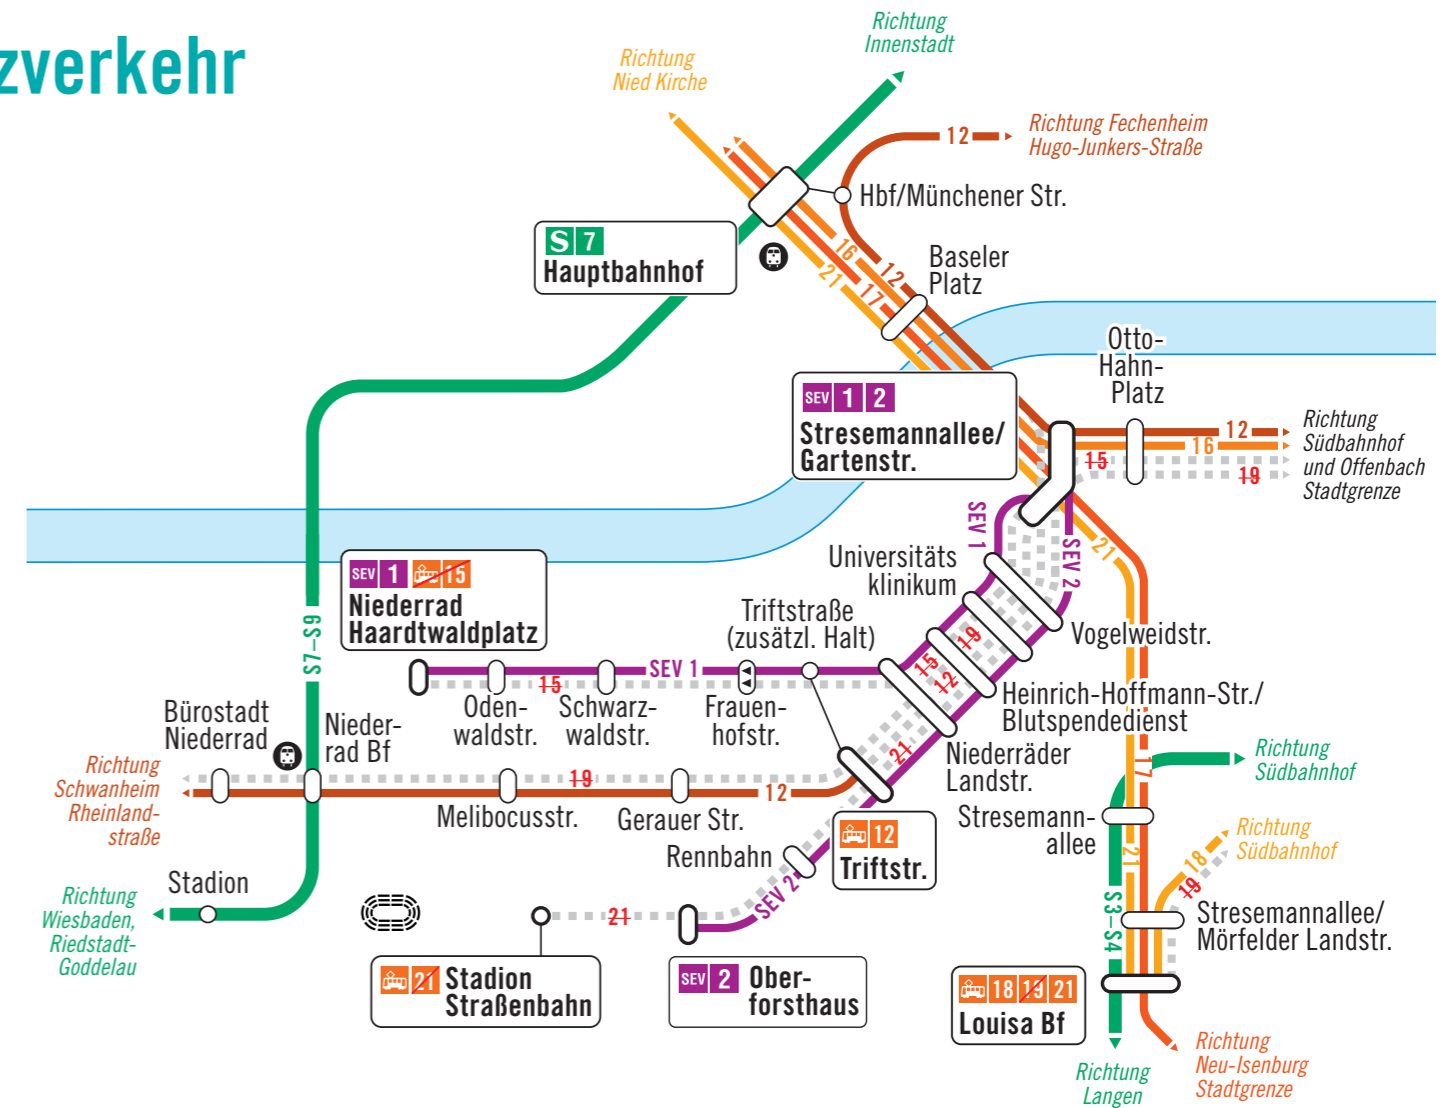 zverkehr
Richtung
Innenstadt
Richtung
Nied Kirche
12
Richtung Fechenheim
Hugo-Junkers-Straße
Hbf/Münchener Str.
S 7
Hauptbahnhof
16
21
17
12
Baseler
Platz
Otto-
Hahn-
Platz
SEV 1 2
Stresemannallee/
Gartenstr.
12
16
15
19
Richtung
Südbahnhof
und Offenbach
Stadtgrenze
SEV 1
SEV 2
21
Universitäts
klinikum
SEV 1 15
Niederrad
Haardtwaldplatz
S7–S9
Triftstraße
(zusätzl. Halt)
Vogelweidstr.
19
15
12
21
SEV 1
15
Oden-
waldstr.
Schwarz-
waldstr.
Frauen-
hofstr.
Heinrich-Hoffmann-Str./
Blutspendedienst
Niederräder
Landstr.
Bürostadt
Niederrad
Nieder-
rad Bf
Richtung
Schwanheim
Rheinland-
straße
19
12
Melibocusstr.
Gerauer Str.
17
Richtung
Südbahnhof
Stresemann-
allee
12
Triftstr.
Rennbahn
21
18
19
Richtung
Südbahnhof
Stadion
Richtung
Wiesbaden,
Riedstadt-
Goddelau
SEV 2
21
S3–S4
Stresemannallee/
Mörfelder Landstr.
21 Stadion
Straßenbahn
SEV 2 Ober-
forsthaus
18 19 21
Louisa Bf
Richtung
Langen
Richtung
Neu-Isenburg
Stadtgrenze